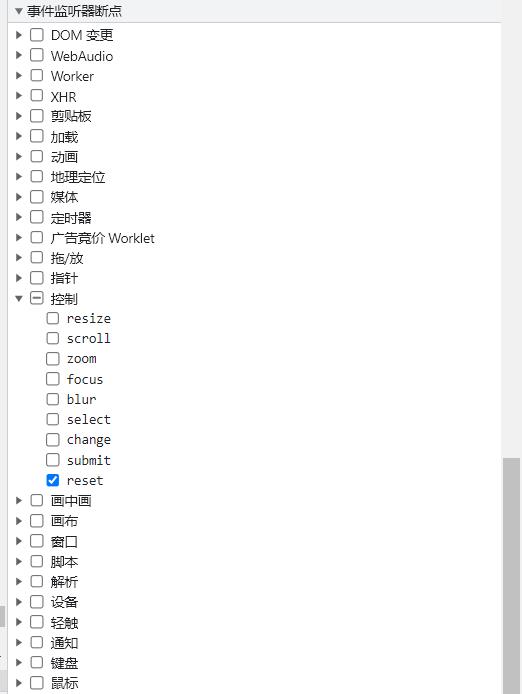 事件监听器断点
DOM 变更
WebAudio
Worker
XHR
剪贴板
加载
动画
地理定位
媒体
定时器
广告竞价 Worklet
拖/放
指针
控制
resize
scroll
zoom
focus
blur
select
change
submit
reset
画中画
画布
窗口
脚本
解析
设备
轻触
通知
键盘
鼠标